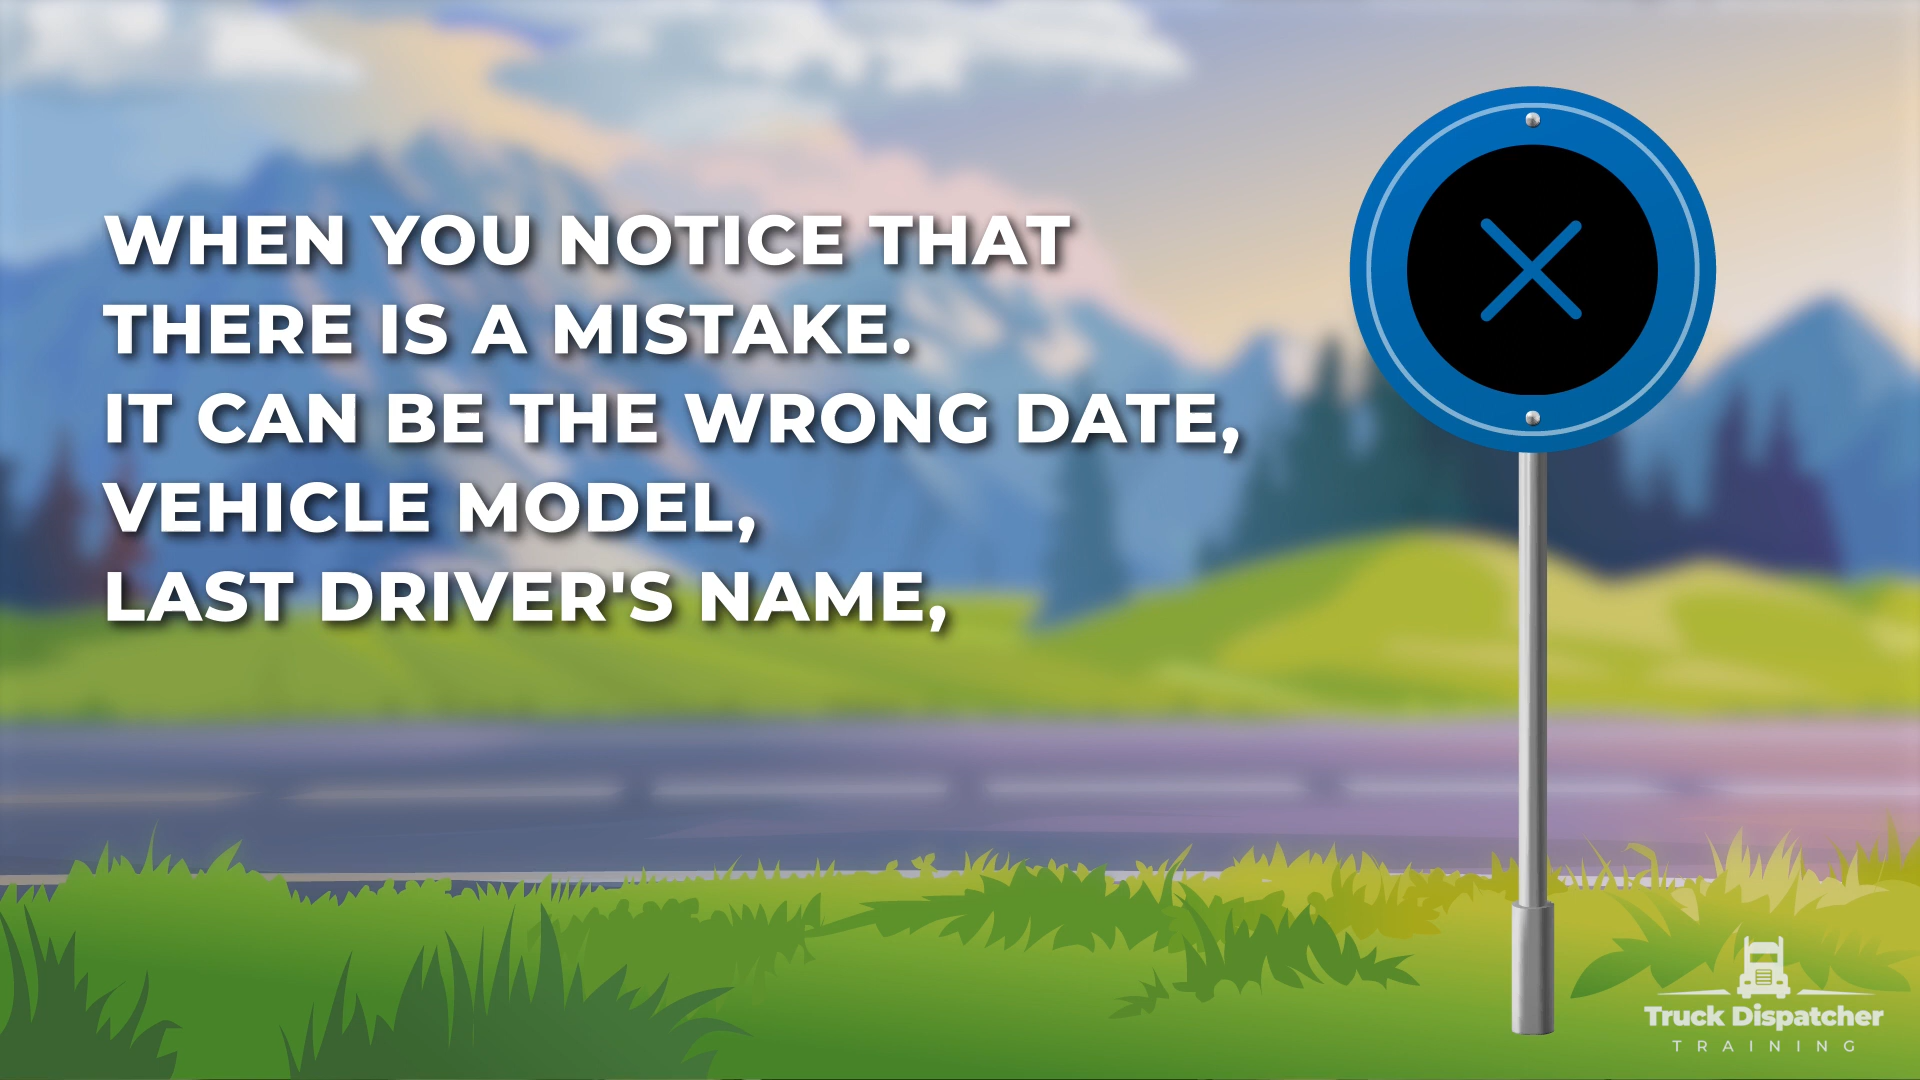 WHEN YOU NOTICE THAT
THERE IS A MISTAKE.
IT CAN BE THE WRONG DATE,
VEHICLE MODEL,
LAST DRIVER'S NAME,
Truck Dispatcher
TRAINING